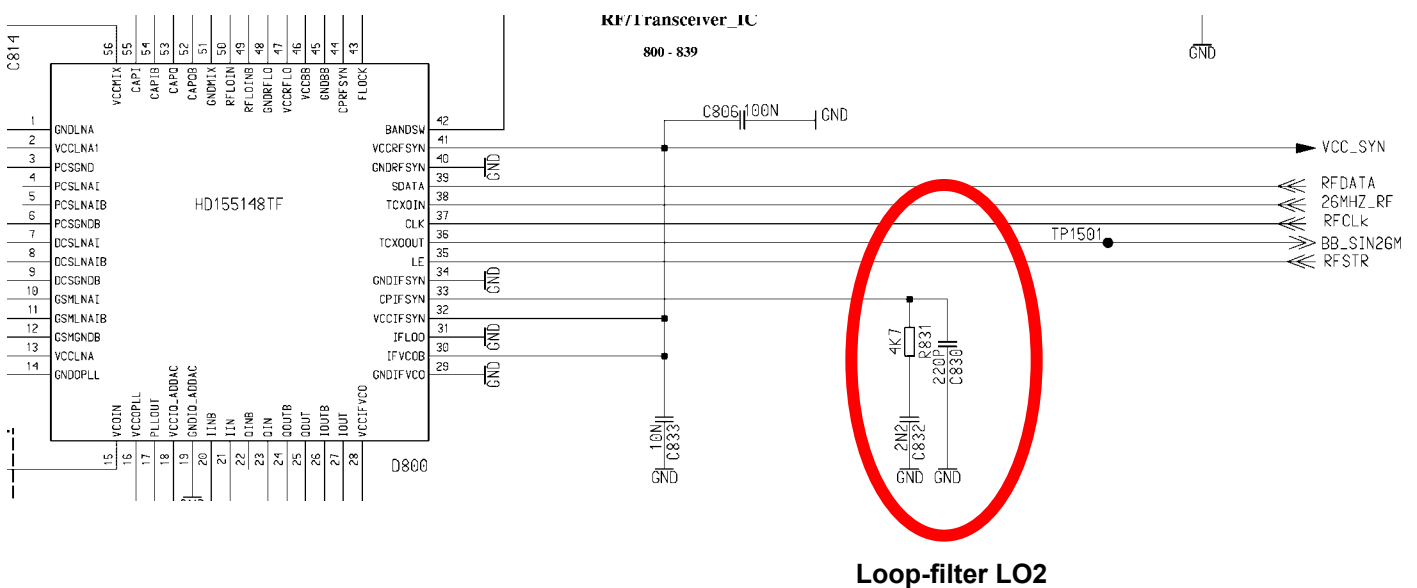 RF/Transceiver_IC
800 - 839
C814
56 55 54 53 52 51 50 49 48 47 46 45 44 43
VCCMIX CAPI CAPIB CAPQ CAPQB GNDMIX RFLOIN RFLOINB GNDRFLO VCCRFLO VCCBB GNDBB CPRFSYN FLOCK
GND
C806 100N GND
1 GNDLNA BANDSW 42
2 VCCLNA1 VCCRFSYN 41 VCC_SYN
3 PCSGND GNDRFSYN 40 GND
4 PCSLNAI SDATA 39 RFDATA
5 PCSLNAIB HD155148TF TCXOIN 38 26MHZ_RF
6 PCSGNDB CLK 37 RFCLk
7 DCSLNAI TCXOOUT 36 TP1501 BB_SIN26M
8 DCSLNAIB LE 35 RFSTR
9 DCSGNDB GNDIFSYN 34 GND
10 GSMLNAI CPIFSYN 33
11 GSMLNAIB VCCIFSYN 32
12 GSMGNDB IFLOO 31 GND
13 VCCLNA IFVCOB 30
14 GNDOPLL GNDIFVCO 29 GND
4K7 R831 220P C830
VCOIN VCCOPLL PLLOUT VCCIQ_ADDAC GNDIQ_ADDAC IINB IIN QINB QIN QOUTB QOUT IOUTB IOUT VCCIFVCO
10N C833 2N2 C832
15 16 17 18 19 20 21 22 23 24 25 26 27 28
D800
GND GND GND
Loop-filter LO2